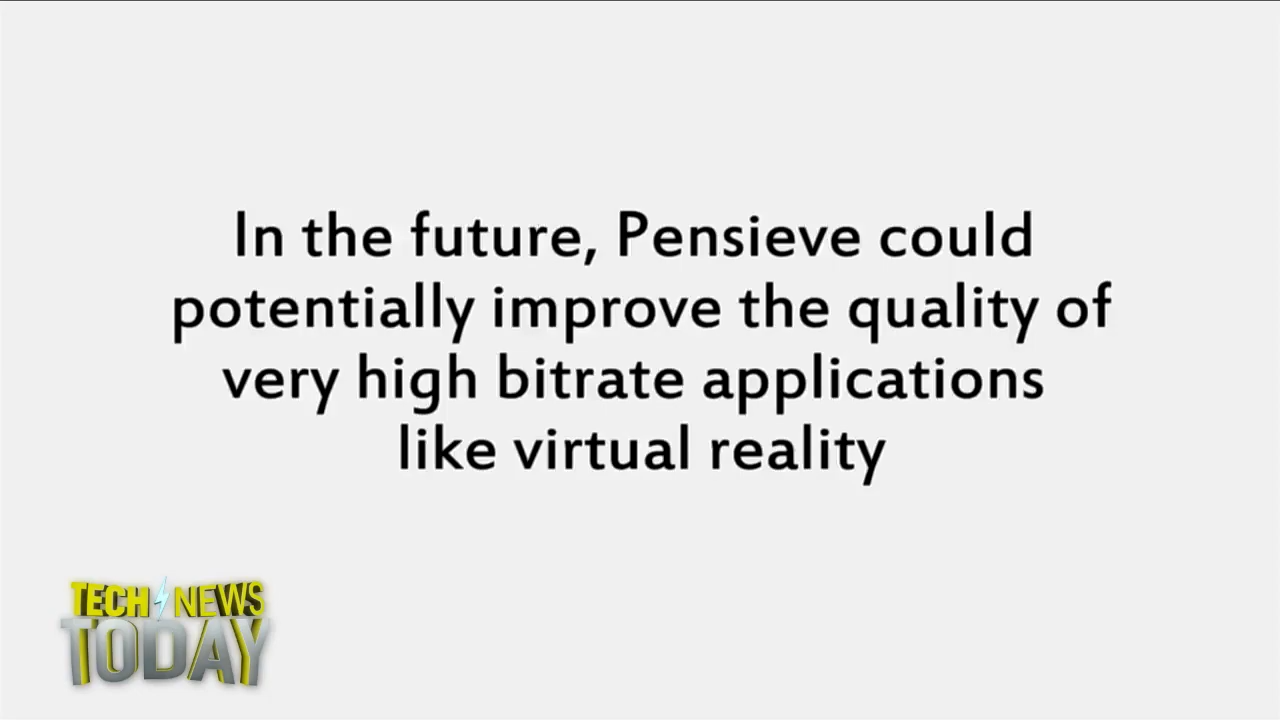 In the future, Pensieve could
potentially improve the quality of
very high bitrate applications
like virtual reality
TECH NEWS
TODAY